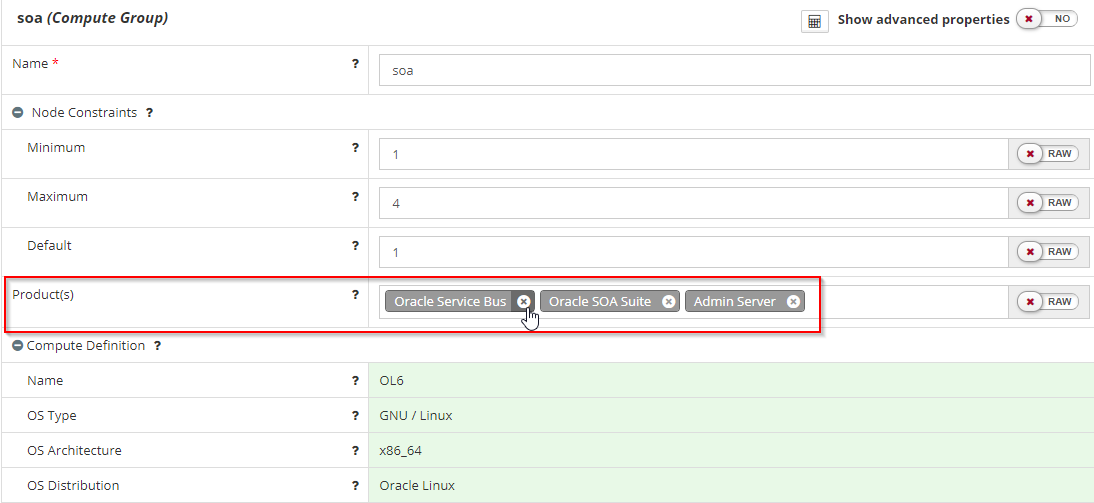 soa (Compute Group) Show advanced properties NO
Name * ? soa
Node Constraints ?
Minimum ? 1 RAW
Maximum ? 4 RAW
Default ? 1 RAW
Product(s) ? Oracle Service Bus Oracle SOA Suite Admin Server RAW
Compute Definition ?
Name ? OL6
OS Type ? GNU / Linux
OS Architecture ? x86_64
OS Distribution ? Oracle Linux